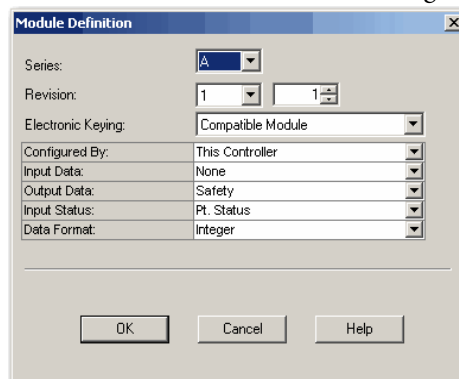 Module Definition
Series: A
Revision: 1 1
Electronic Keying: Compatible Module
Configured By: This Controller
Input Data: None
Output Data: Safety
Input Status: Pt. Status
Data Format: Integer
OK Cancel Help